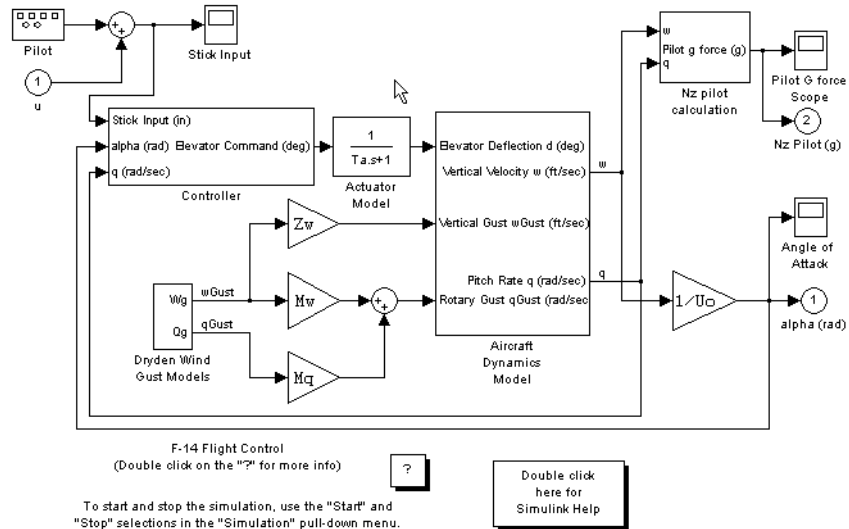 Pilot
+
+
Stick Input
1
u
w
Pilot g force (g)
q
Nz pilot
calculation
Pilot G force
Scope
2
Nz Pilot (g)
Stick Input (in)
alpha (rad) Elevator Command (deg)
q (rad/sec)
Controller
1
Ta.s+1
Actuator
Model
Elevator Deflection d (deg)
Vertical Velocity w (ft/sec)
Vertical Gust wGust (ft/sec)
Pitch Rate q (rad/sec)
Rotary Gust qGust (rad/sec
Aircraft
Dynamics
Model
w
q
Zw
Mw
Mq
+
+
Wg
wGust
Qg
qGust
Dryden Wind
Gust Models
1/Uo
Angle of
Attack
1
alpha (rad)
F-14 Flight Control
(Double click on the "?" for more info)
?
Double click
here for
Simulink Help
To start and stop the simulation, use the "Start" and
"Stop" selections in the "Simulation" pull-down menu.